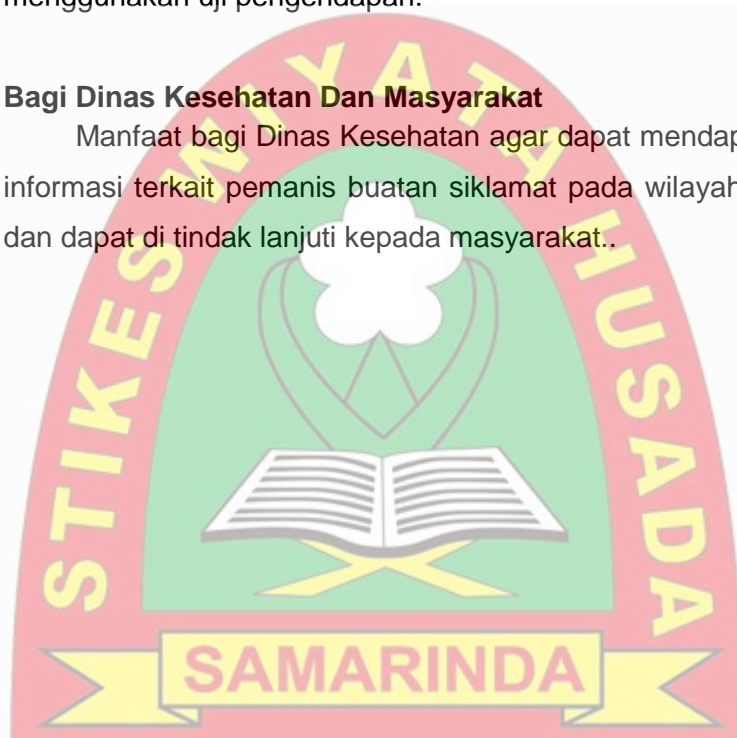 menggunakan uji pengendapan.
Bagi Dinas Kesehatan Dan Masyarakat
Manfaat bagi Dinas Kesehatan agar dapat mendap
informasi terkait pemanis buatan siklamat pada wilayah
dan dapat di tindak lanjuti kepada masyarakat..
STIKES WIYATA HUSADA
SAMARINDA